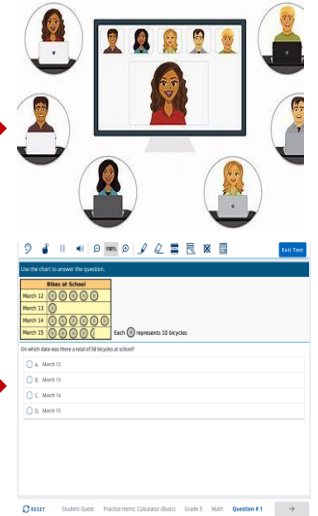 100%
Exit Test
Use the chart to answer the question.
Bikes at School
March 12
March 13
March 14
March 15
Each represents 10 bicycles
On which date was there a total of 50 bicycles at school?
A. March 12
B. March 13
C. March 14
D. March 15
RESET Student Guest Practice Items: Calculator (Basic) Grade 5 Math Question # 1